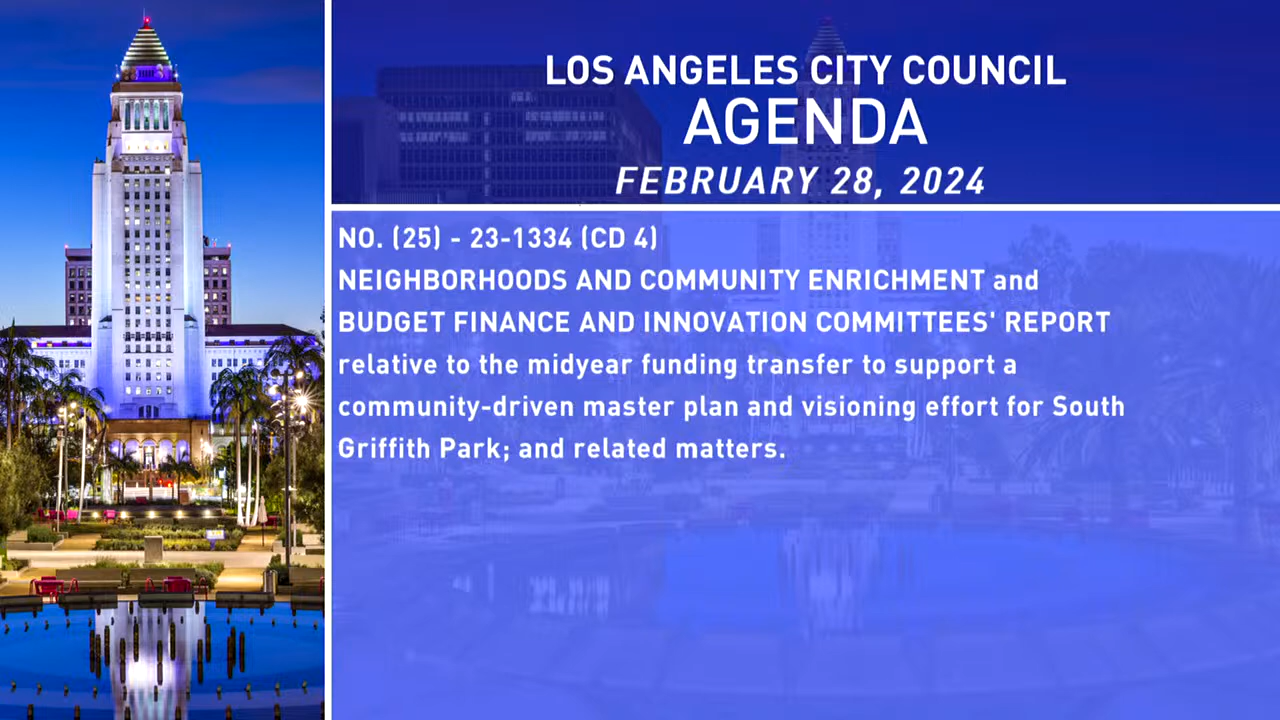 LOS ANGELES CITY COUNCIL
AGENDA
FEBRUARY 28, 2024
NO. (25) - 23-1334 (CD 4)
NEIGHBORHOODS AND COMMUNITY ENRICHMENT and
BUDGET FINANCE AND INNOVATION COMMITTEES' REPORT
relative to the midyear funding transfer to support a
community-driven master plan and visioning effort for South
Griffith Park; and related matters.